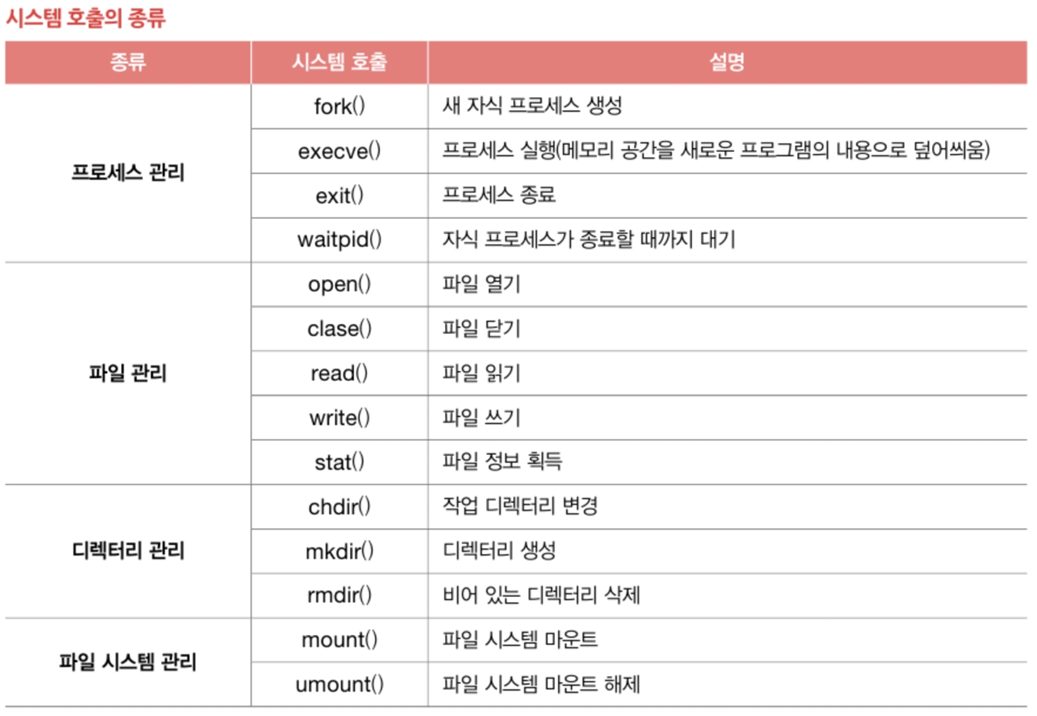 시스템 호출의 종류
종류 시스템 호출 설명
프로세스 관리
fork() 새 자식 프로세스 생성
execve() 프로세스 실행(메모리 공간을 새로운 프로그램의 내용으로 덮어씌움)
exit() 프로세스 종료
waitpid() 자식 프로세스가 종료할 때까지 대기
파일 관리
open() 파일 열기
clase() 파일 닫기
read() 파일 읽기
write() 파일 쓰기
stat() 파일 정보 획득
디렉터리 관리
chdir() 작업 디렉터리 변경
mkdir() 디렉터리 생성
rmdir() 비어 있는 디렉터리 삭제
파일 시스템 관리
mount() 파일 시스템 마운트
umount() 파일 시스템 마운트 해제